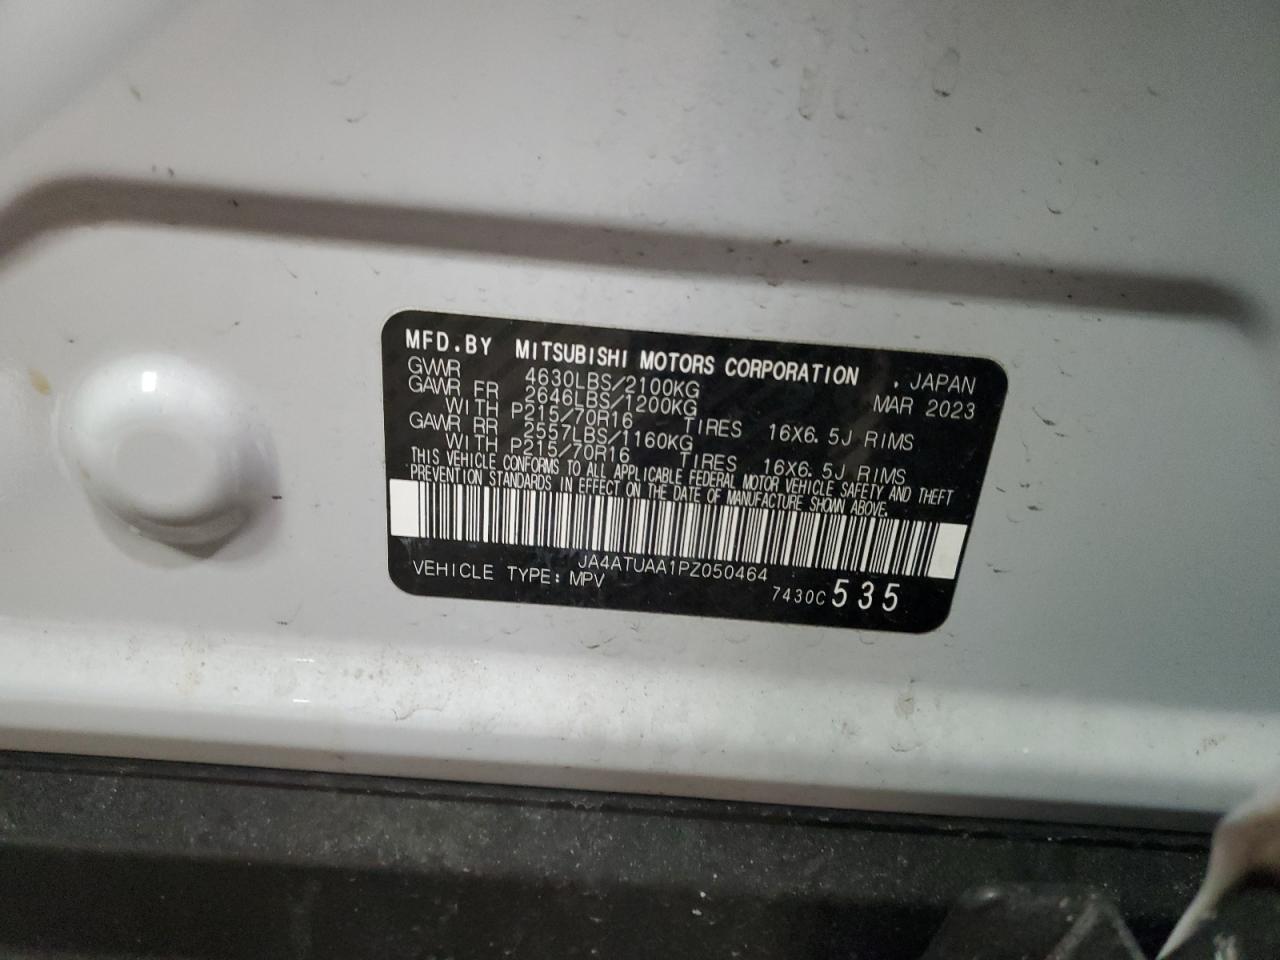 MFD.BY MITSUBISHI MOTORS CORPORATION . JAPAN
GVWR 4630LBS/2100KG MAR 2023
GAWR FR 2646LBS/1200KG
WITH P215/70R16 TIRES 16X6.5J RIMS
GAWR RR 2557LBS/1160KG
WITH P215/70R16 TIRES 16X6.5J RIMS
THIS VEHICLE CONFORMS TO ALL APPLICABLE FEDERAL MOTOR VEHICLE SAFETY AND THEFT
PREVENTION STANDARDS IN EFFECT ON THE DATE OF MANUFACTURE SHOWN ABOVE.
JA4ATUAA1PZ050464
VEHICLE TYPE: MPV 7430C 535